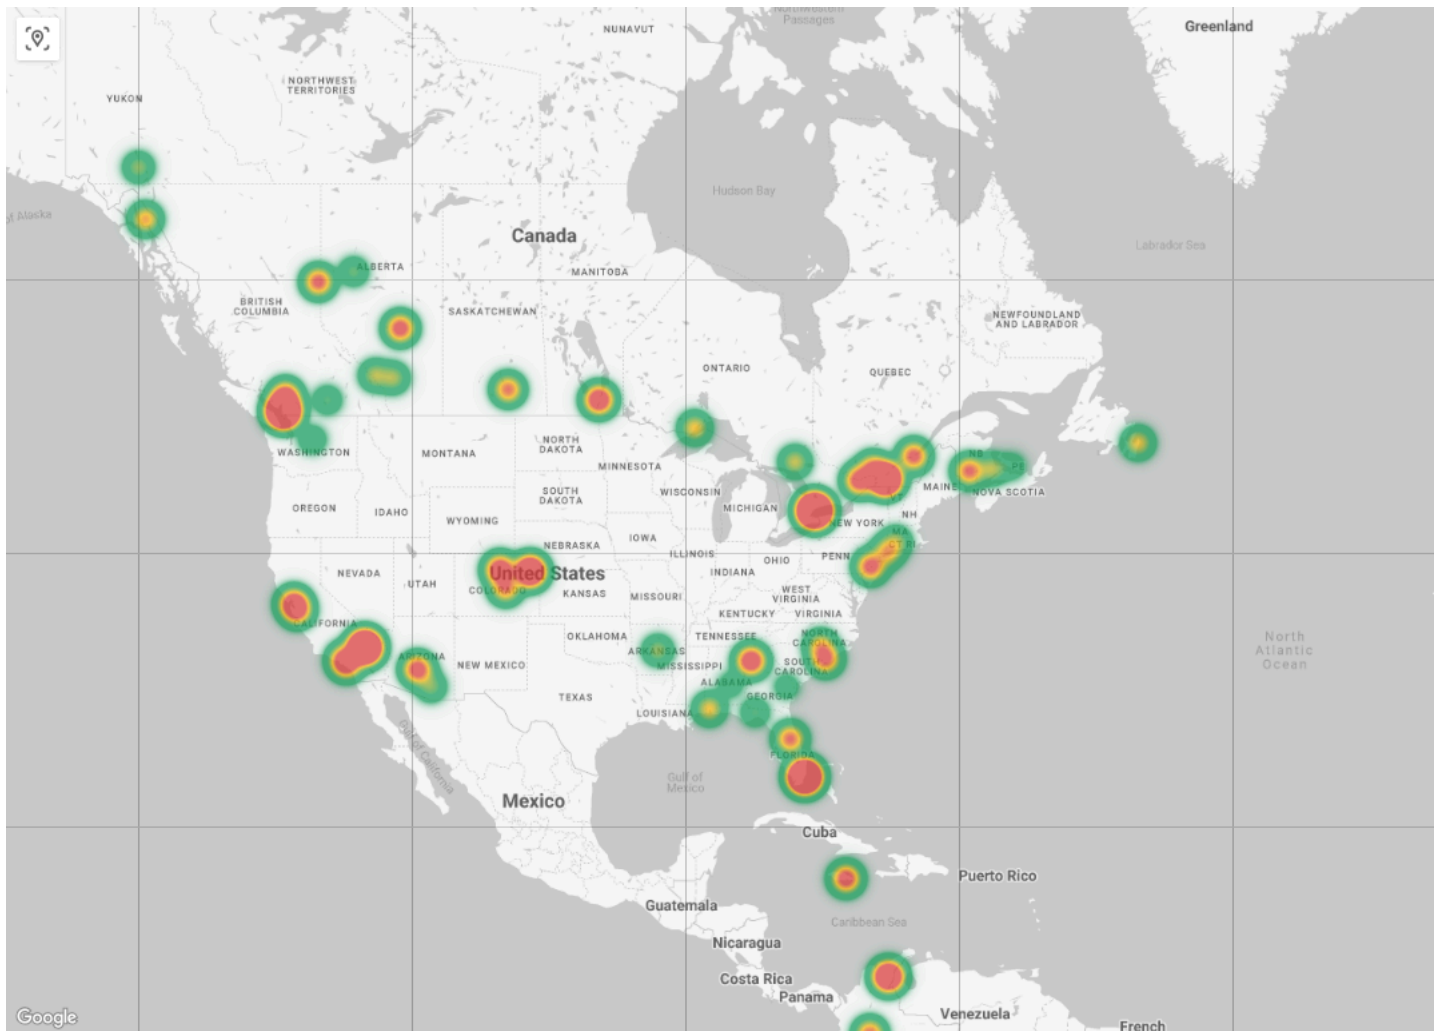 Northwestern
Passages
Greenland
NUNAVUT
NORTHWEST
TERRITORIES
YUKON
Hudson Bay
of Alaska
Canada
Labrador Sea
ALBERTA
MANITOBA
BRITISH
COLUMBIA
SASKATCHEWAN
NEWFOUNDLAND
AND LABRADOR
ONTARIO
QUEBEC
WASHINGTON
NORTH
DAKOTA
MONTANA
MINNESOTA
NB
PE
MAINE
NOVA SCOTIA
WISCONSIN
SOUTH
DAKOTA
MICHIGAN
VT
OREGON
IDAHO
WYOMING
NH
NEW YORK
MA
CT RI
IOWA
NEBRASKA
ILLINOIS
OHIO
PENN
United States
INDIANA
NEVADA
UTAH
COLORADO
KANSAS
MISSOURI
WEST
VIRGINIA
KENTUCKY
VIRGINIA
CALIFORNIA
OKLAHOMA
TENNESSEE
NORTH
CAROLINA
ARKANSAS
ARIZONA
NEW MEXICO
MISSISSIPPI
SOUTH
CAROLINA
North
Atlantic
Ocean
ALABAMA
TEXAS
GEORGIA
LOUISIANA
Gulf of California
FLORIDA
Gulf of
Mexico
Mexico
Cuba
Puerto Rico
Guatemala
Caribbean Sea
Nicaragua
Costa Rica
Panama
Venezuela
French
Google